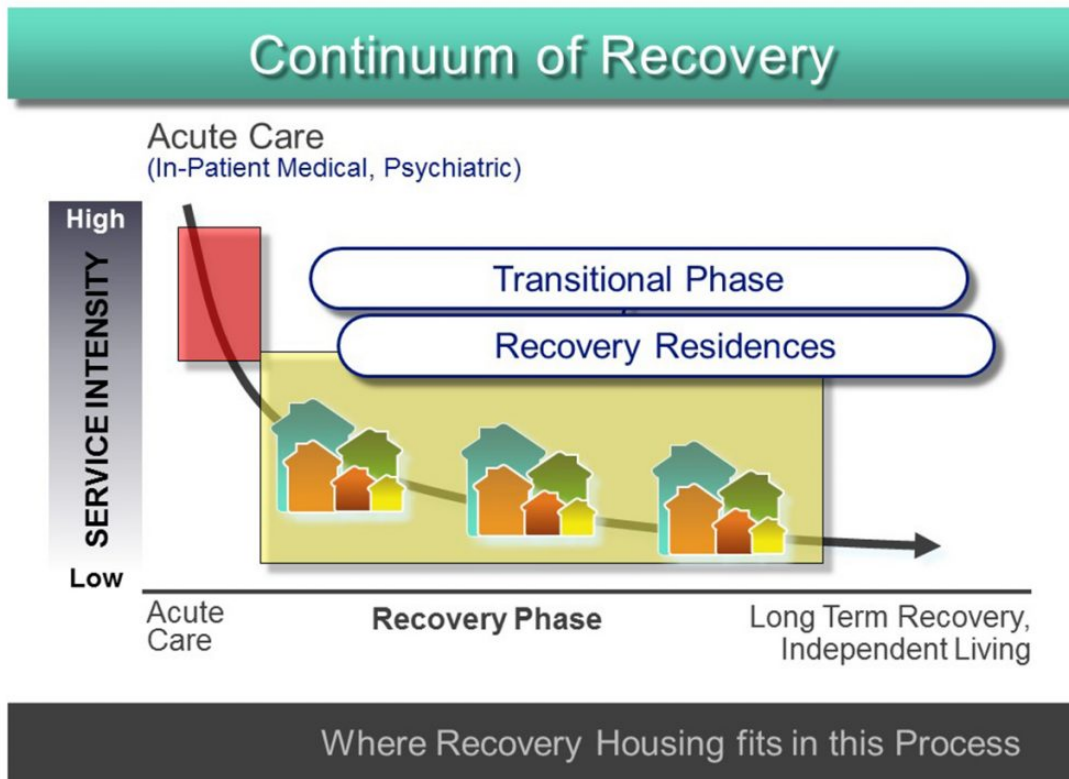 Continuum of Recovery
Acute Care
(In-Patient Medical, Psychiatric)
High
SERVICE INTENSITY
Low
Transitional Phase
Recovery Residences
Acute
Care
Recovery Phase
Long Term Recovery,
Independent Living
Where Recovery Housing fits in this Process